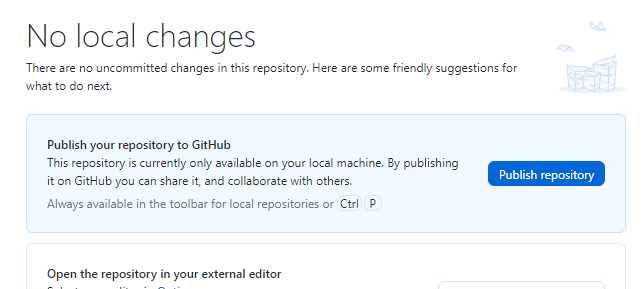 No local changes
There are no uncommitted changes in this repository. Here are some friendly suggestions for
what to do next.
Publish your repository to GitHub
This repository is currently only available on your local machine. By publishing
it on GitHub you can share it, and collaborate with others.
Publish repository
Always available in the toolbar for local repositories or Ctrl P
Open the repository in your external editor